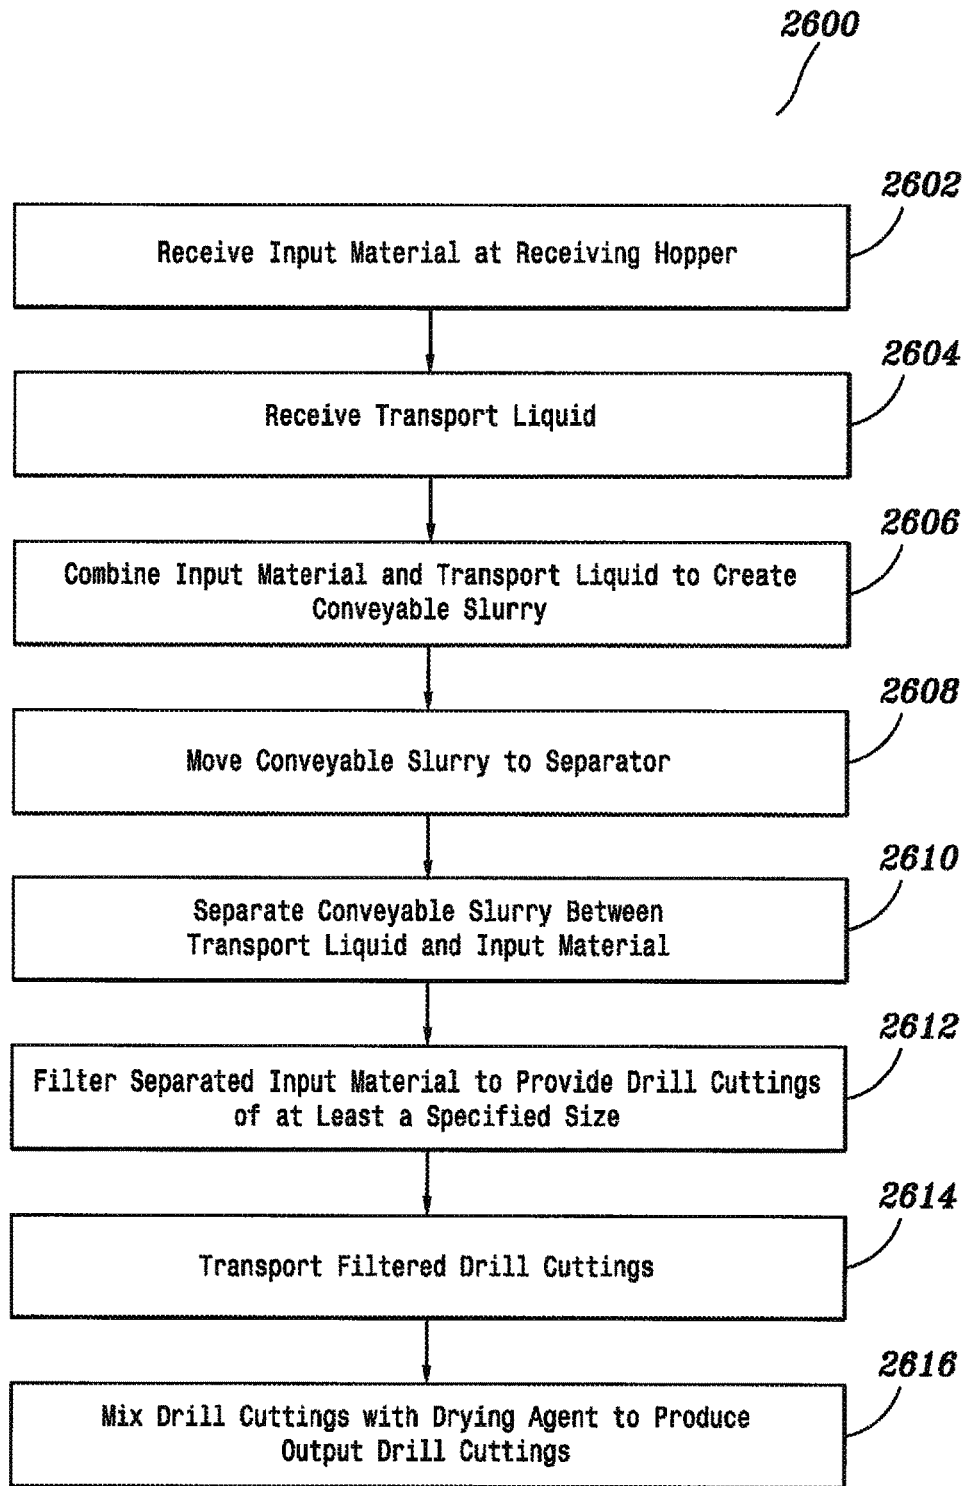 2600
2602
Receive Input Material at Receiving Hopper
2604
Receive Transport Liquid
2606
Combine Input Material and Transport Liquid to Create
Conveyable Slurry
2608
Move Conveyable Slurry to Separator
2610
Separate Conveyable Slurry Between
Transport Liquid and Input Material
2612
Filter Separated Input Material to Provide Drill Cuttings
of at Least a Specified Size
2614
Transport Filtered Drill Cuttings
2616
Mix Drill Cuttings with Drying Agent to Produce
Output Drill Cuttings